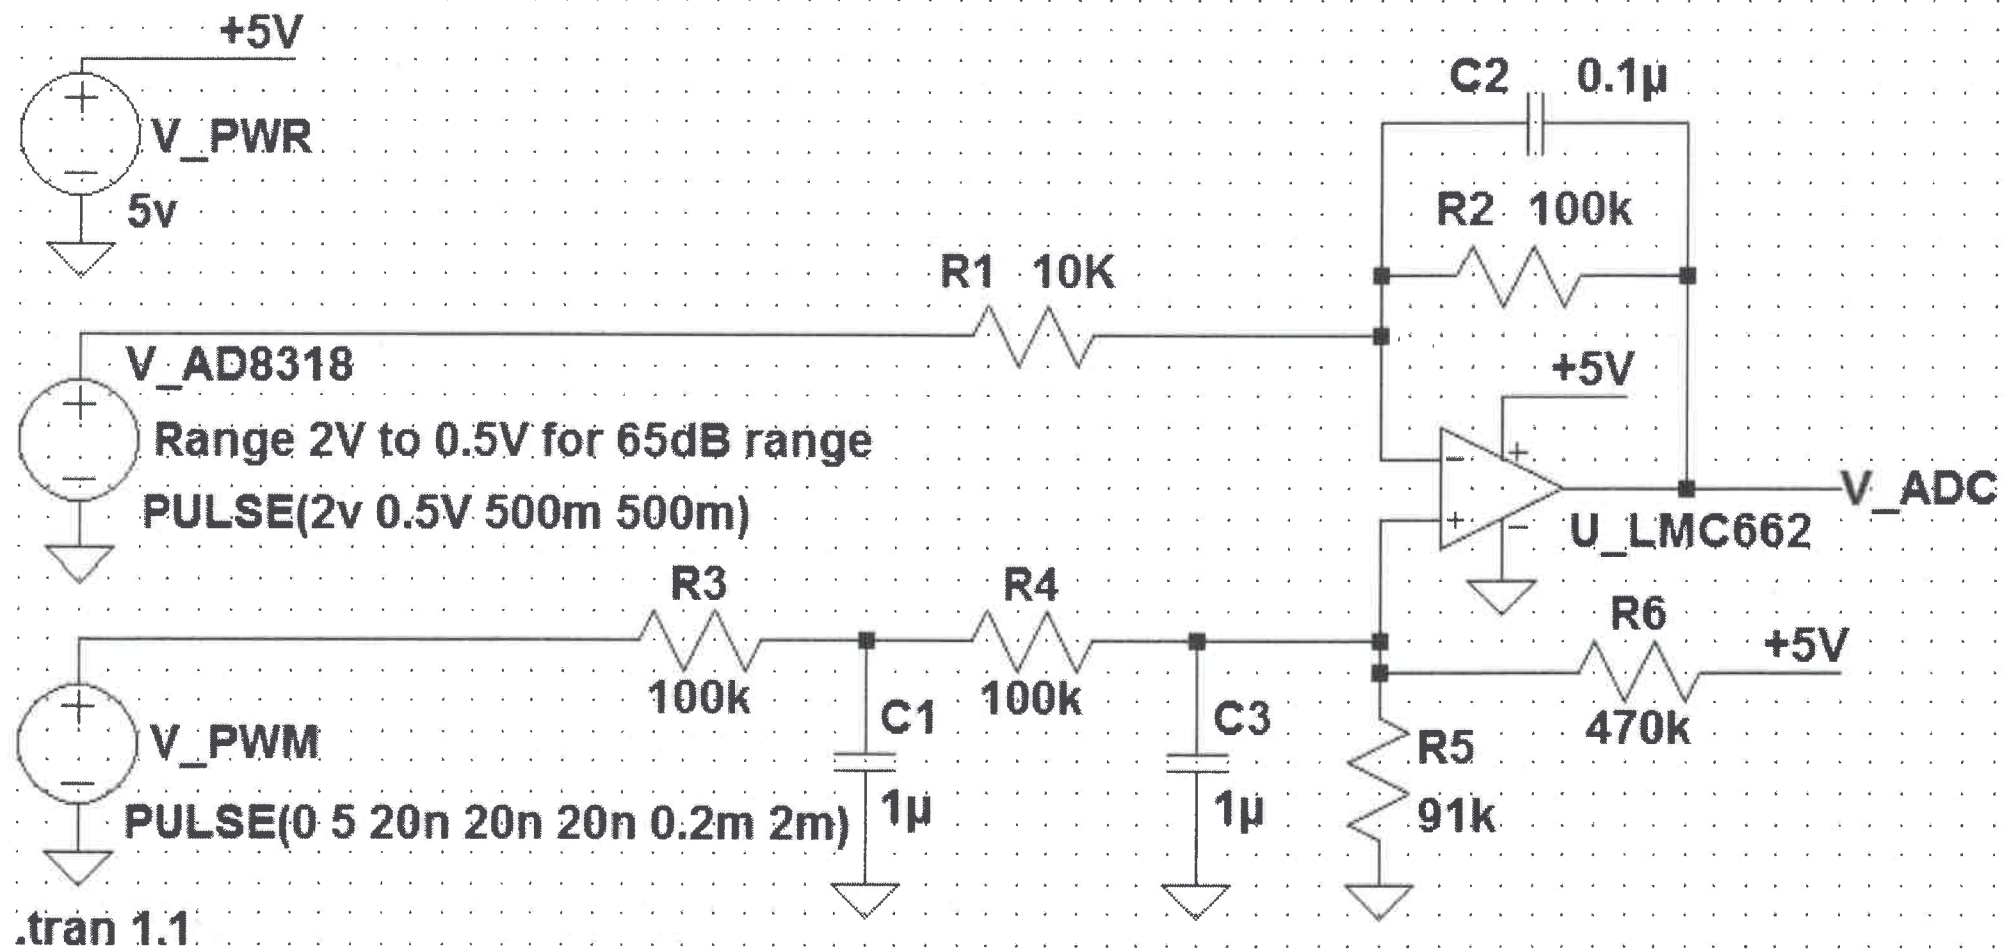 +5V
V_PWR
5v
C2 0.1µ
R2 100k
R1 10K
+5V
V_AD8318
Range 2V to 0.5V for 65dB range
PULSE(2v 0.5V 500m 500m)
V_ADC
U_LMC662
R3
100k
R4
100k
R6
470k
+5V
C1
1µ
C3
1µ
R5
91k
V_PWM
PULSE(0 5 20n 20n 20n 0.2m 2m)
.tran 1.1